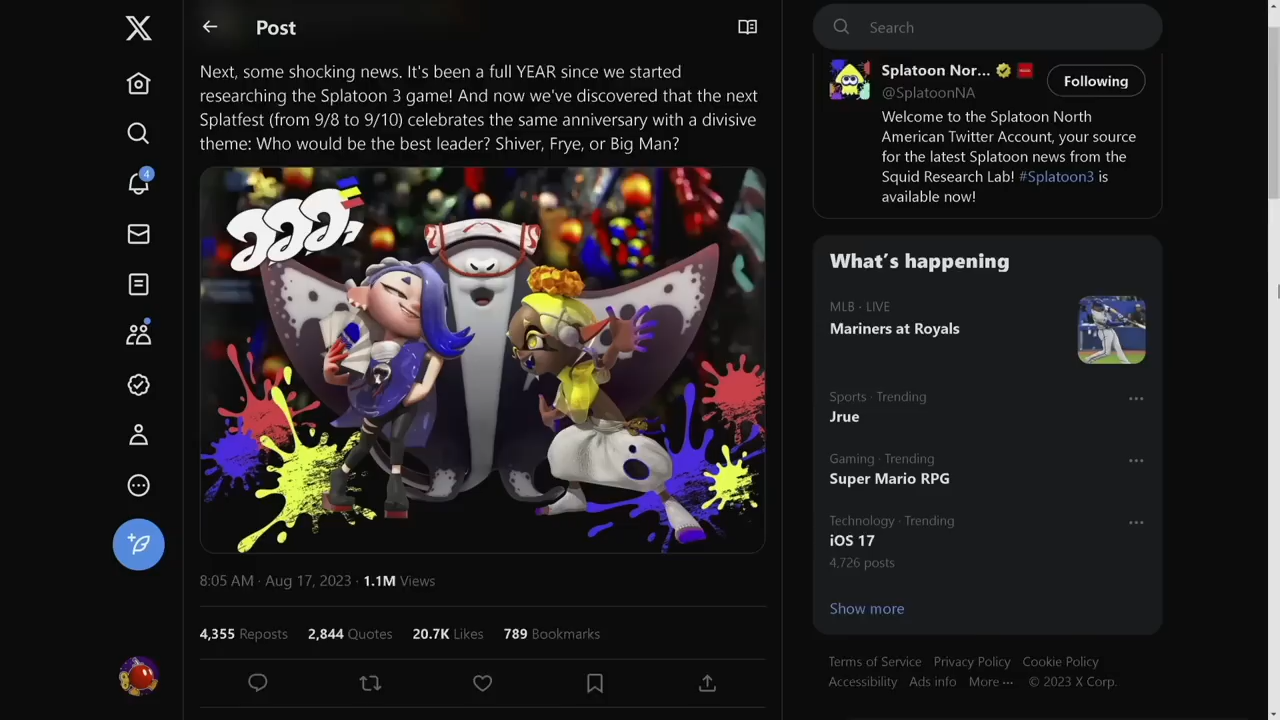 Post
Next, some shocking news. It's been a full YEAR since we started
researching the Splatoon 3 game! And now we've discovered that the next
Splatfest (from 9/8 to 9/10) celebrates the same anniversary with a divisive
theme: Who would be the best leader? Shiver, Frye, or Big Man?
8:05 AM · Aug 17, 2023 · 1.1M Views
4,355 Reposts 2,844 Quotes 20.7K Likes 789 Bookmarks
4
Search
Splatoon Nor...
@SplatoonNA
Following
Welcome to the Splatoon North
American Twitter Account, your source
for the latest Splatoon news from the
Squid Research Lab! #Splatoon3 is
available now!
What's happening
MLB · LIVE
Mariners at Royals
Sports · Trending
Jrue
Gaming · Trending
Super Mario RPG
Technology · Trending
iOS 17
4,726 posts
Show more
Terms of Service Privacy Policy Cookie Policy
Accessibility Ads info More ··· © 2023 X Corp.